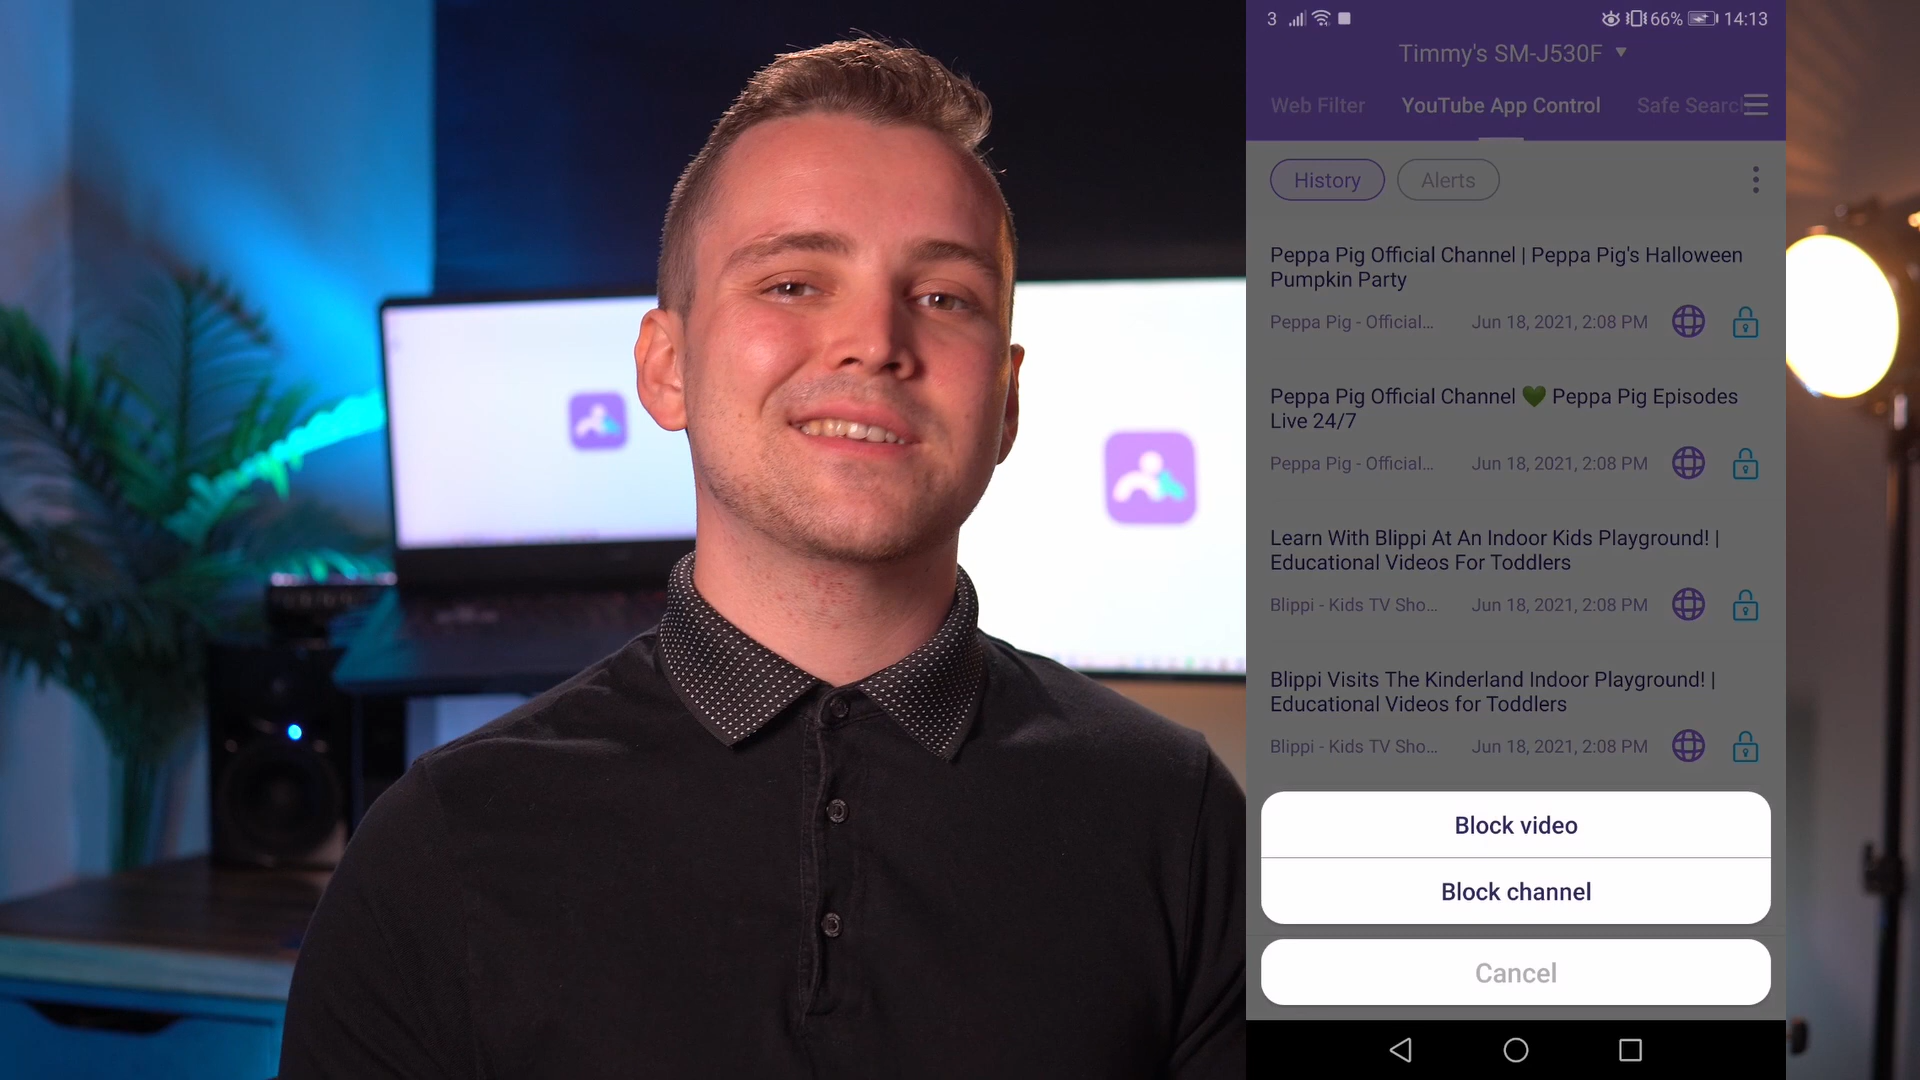 3 66% 14:13
Timmy's SM-J530F
Web Filter YouTube App Control Safe Searc
History Alerts
Peppa Pig Official Channel | Peppa Pig's Halloween
Pumpkin Party
Peppa Pig - Official... Jun 18, 2021, 2:08 PM
Peppa Pig Official Channel 💚 Peppa Pig Episodes
Live 24/7
Peppa Pig - Official... Jun 18, 2021, 2:08 PM
Learn With Blippi At An Indoor Kids Playground! |
Educational Videos For Toddlers
Blippi - Kids TV Sho... Jun 18, 2021, 2:08 PM
Blippi Visits The Kinderland Indoor Playground! |
Educational Videos for Toddlers
Blippi - Kids TV Sho... Jun 18, 2021, 2:08 PM
Block video
Block channel
Cancel